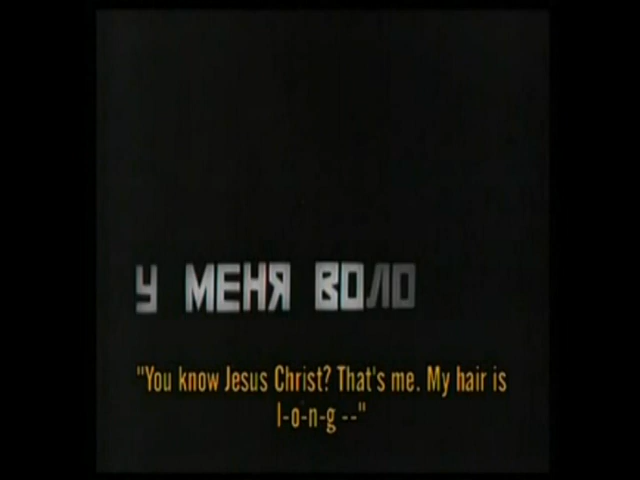 У МЕНЯ ВОЛО
"You know Jesus Christ? That's me. My hair is
l-o-n-g --"